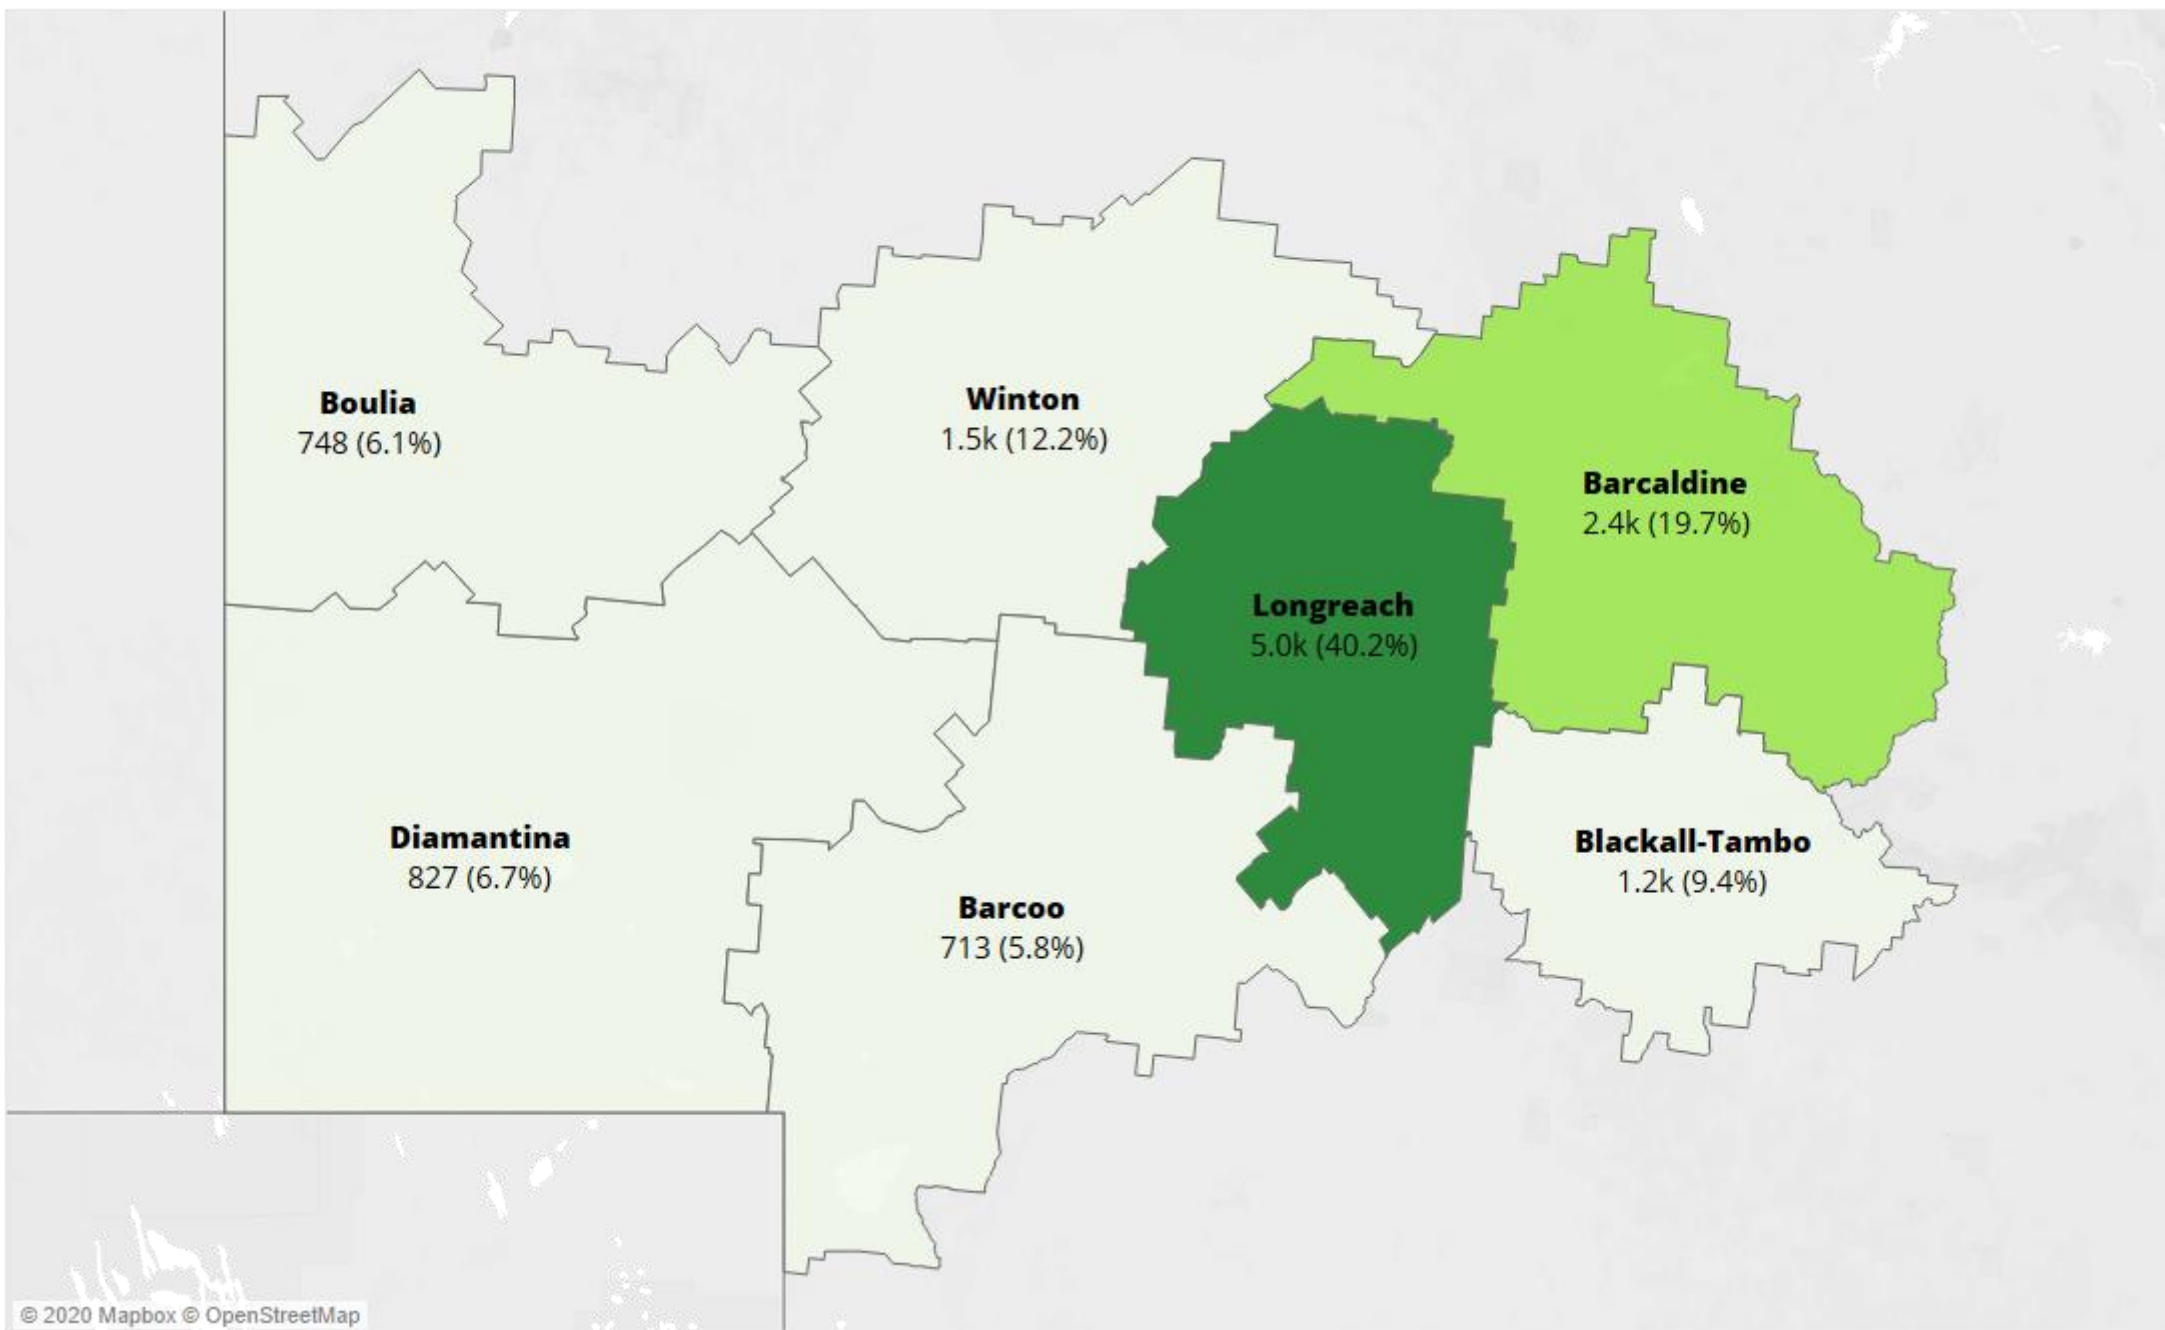 Boulia
748 (6.1%)
Winton
1.5k (12.2%)
Barcaldine
2.4k (19.7%)
Longreach
5.0k (40.2%)
Diamantina
827 (6.7%)
Blackall-Tambo
1.2k (9.4%)
Barcoo
713 (5.8%)
© 2020 Mapbox © OpenStreetMap